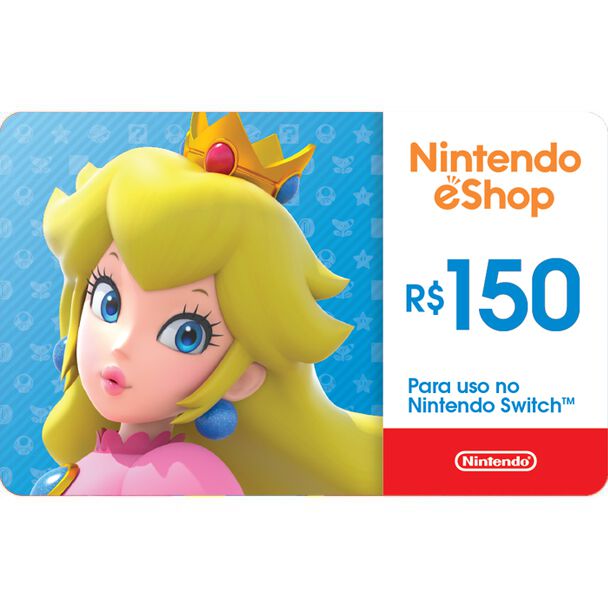 Nintendo
eShop
R$150
Para uso no
Nintendo Switch™
Nintendo®